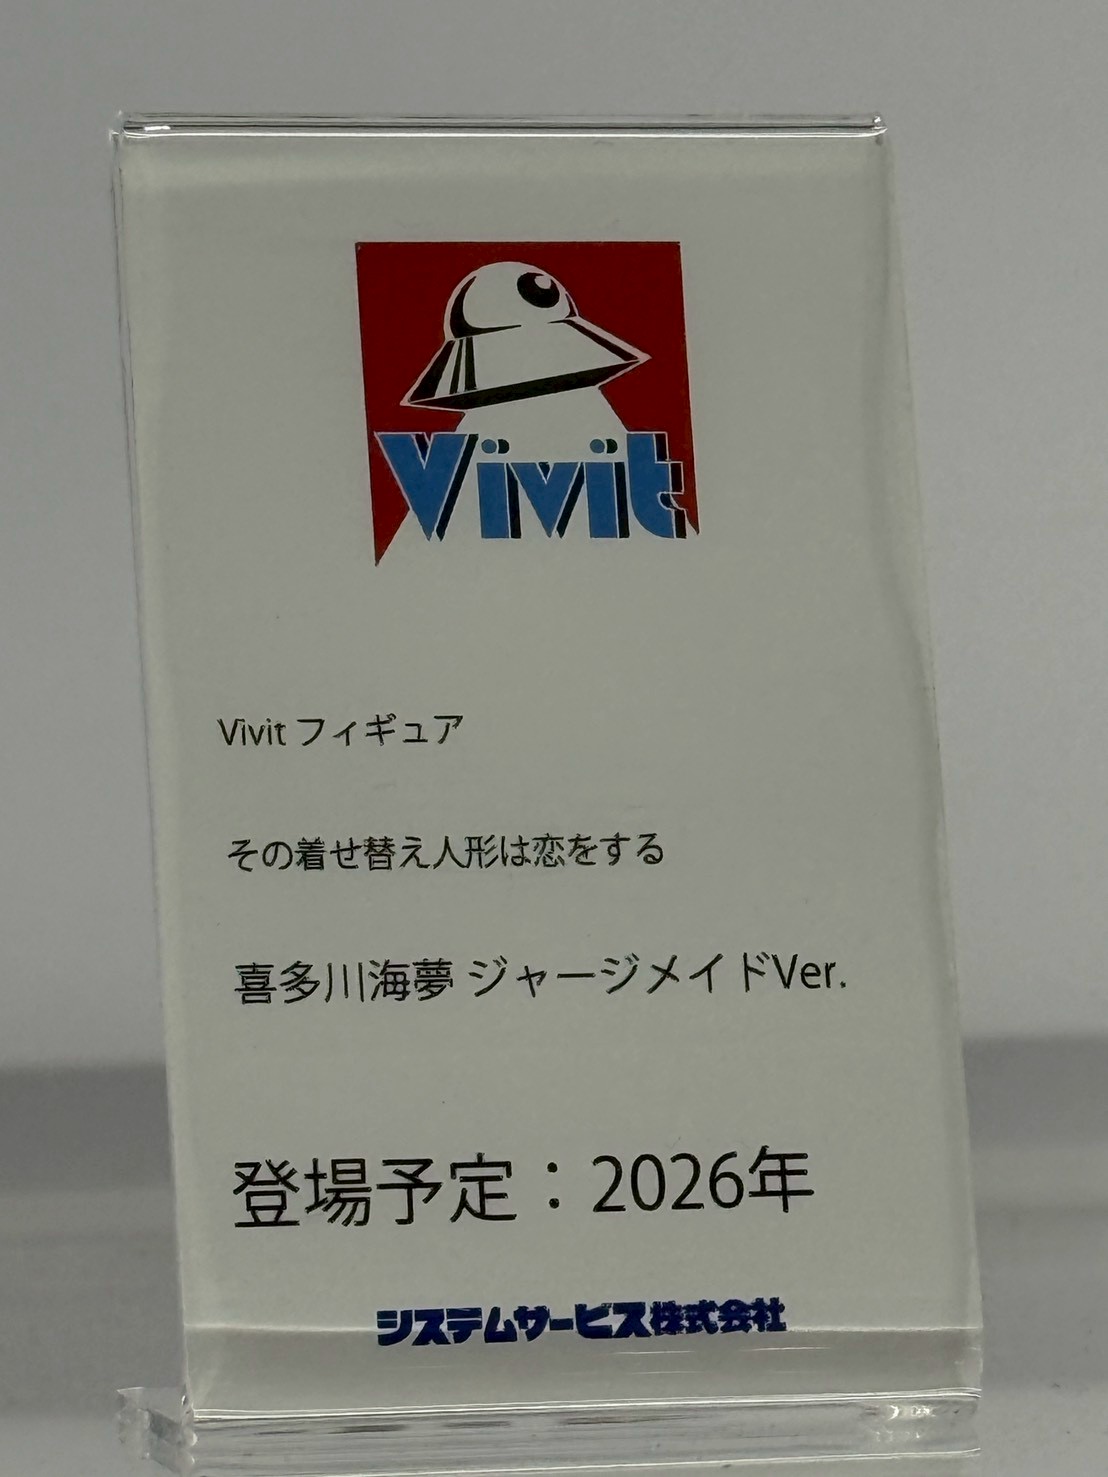 Vivit
Vivit フィギュア
その着せ替え人形は恋をする
喜多川海夢 ジャージメイドVer.
登場予定：2026年
システムサービス株式会社